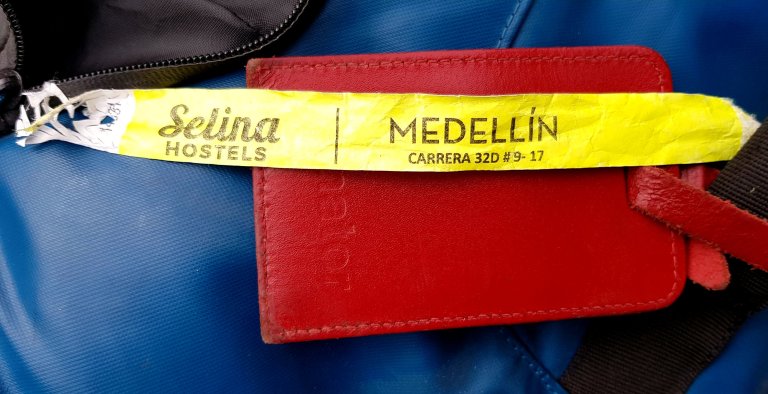 Selina
HOSTELS
MEDELLÍN
CARRERA 32D # 9- 17